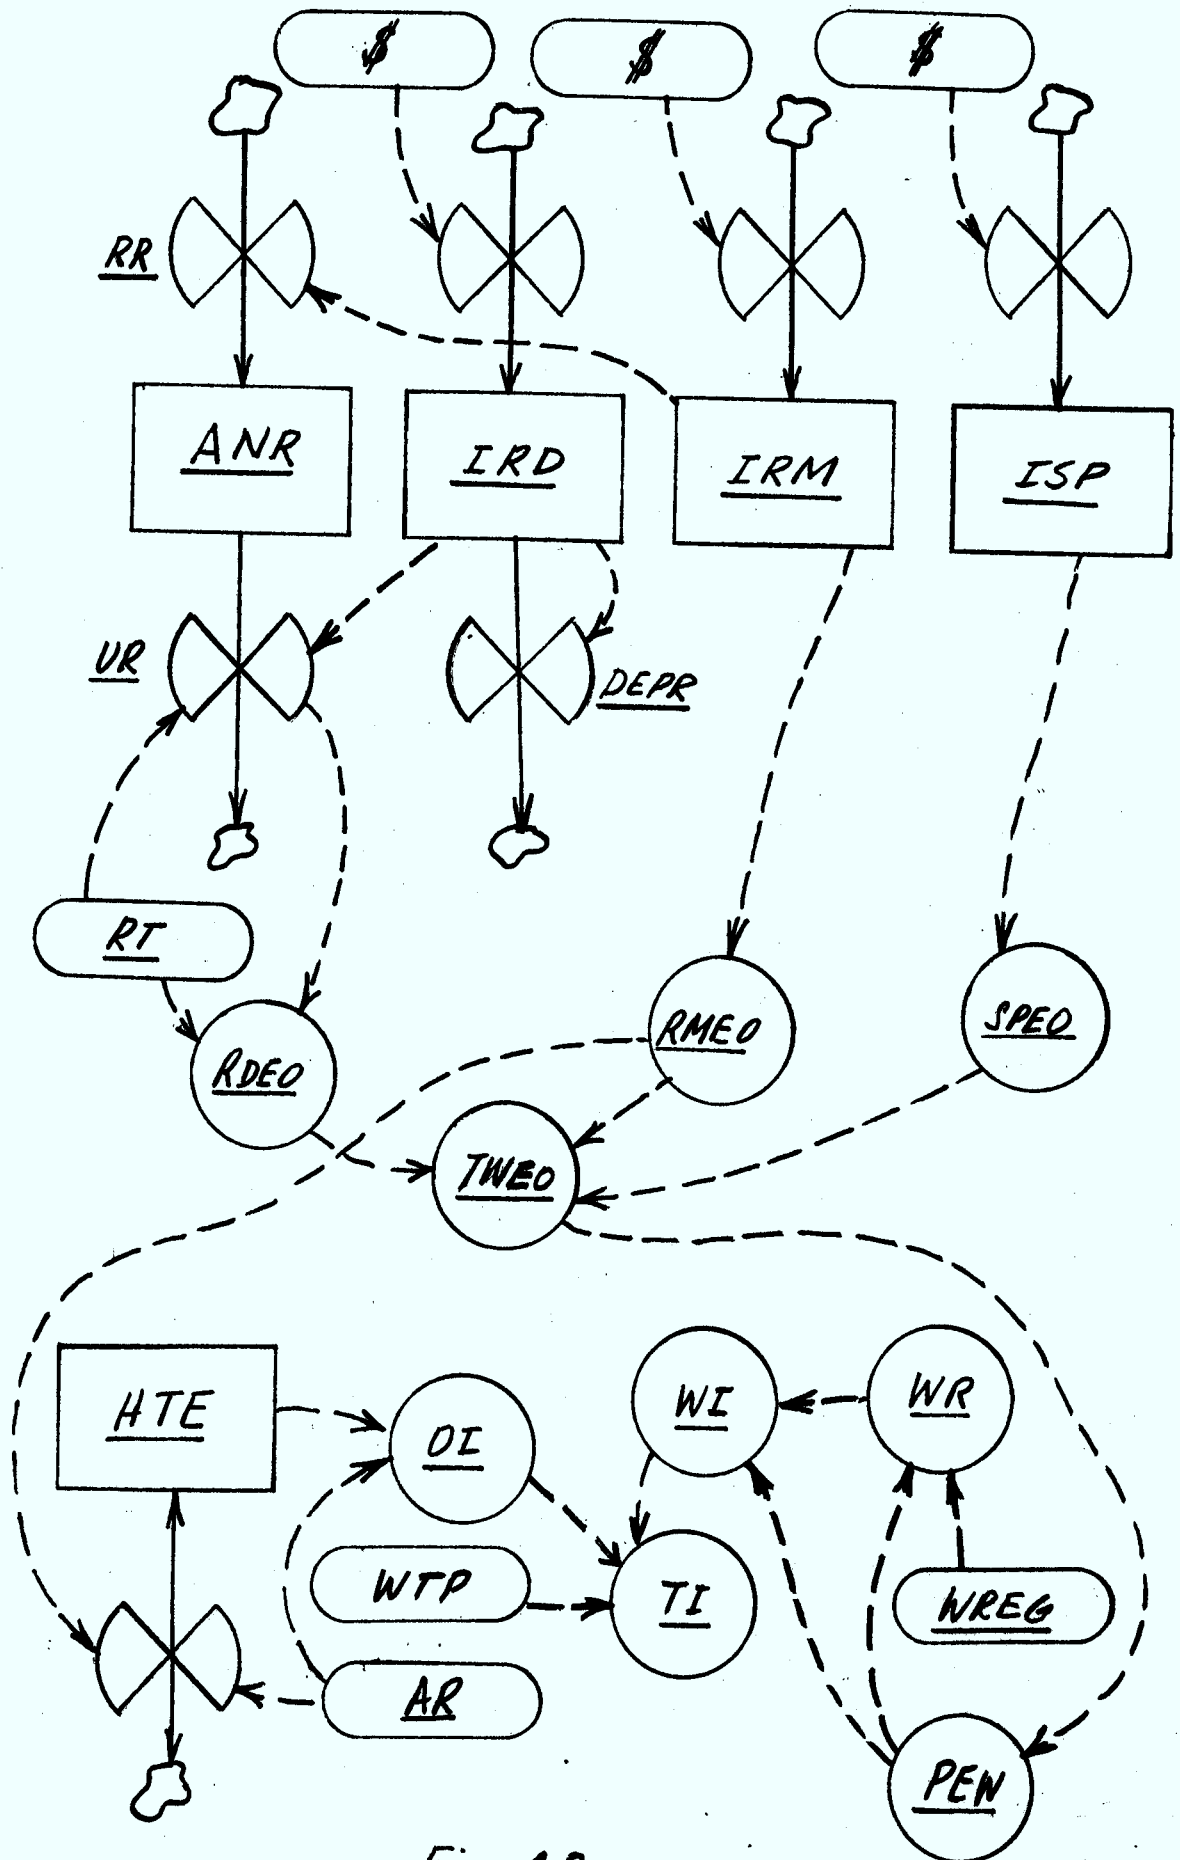 $
$
$
RR
ANR
IRD
IRM
ISP
UR
DEPR
RT
RDEO
RMEO
SPEO
TWEO
HTE
OI
WI
WR
WTP
TI
WREG
AR
PEW